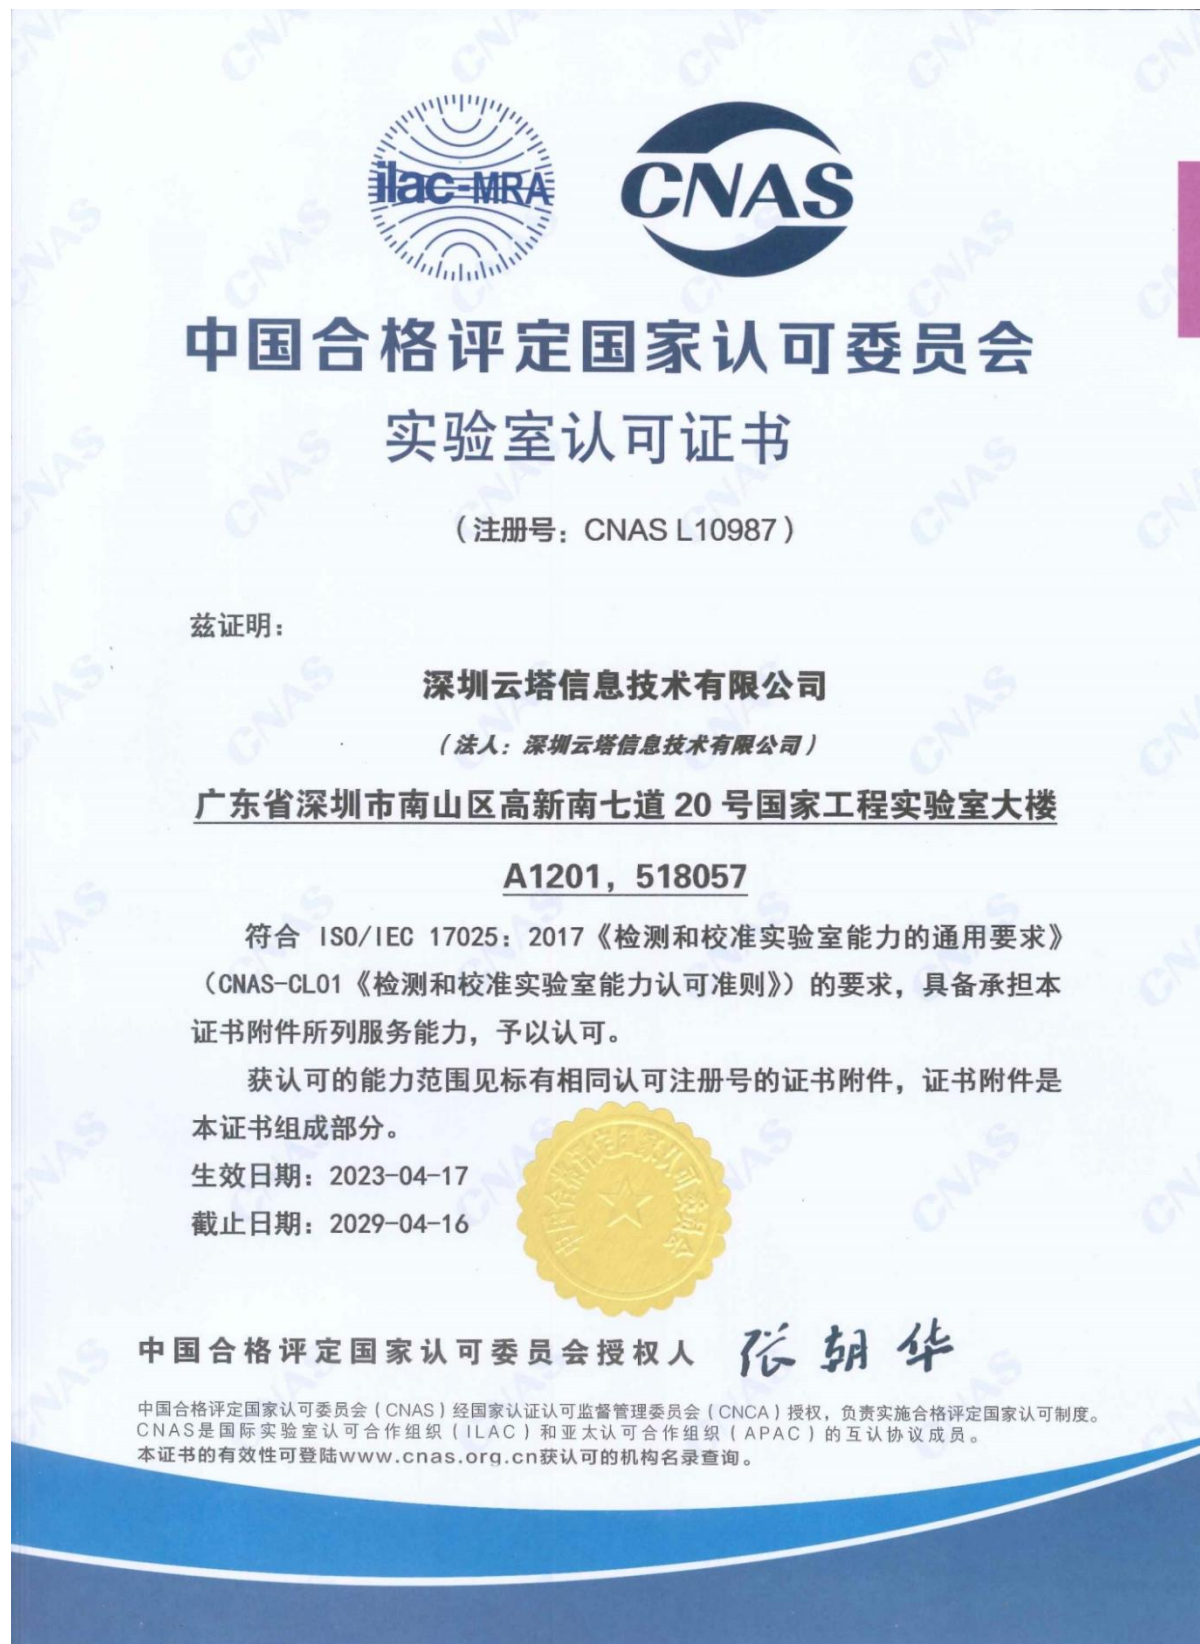 ilac-MRA
CNAS
中国合格评定国家认可委员会
实验室认可证书
（注册号：CNAS L10987）
兹证明：
深圳云塔信息技术有限公司
（法人：深圳云塔信息技术有限公司）
广东省深圳市南山区高新南七道 20 号国家工程实验室大楼
A1201，518057
符合 ISO/IEC 17025：2017《检测和校准实验室能力的通用要求》
（CNAS-CL01《检测和校准实验室能力认可准则》）的要求，具备承担本
证书附件所列服务能力，予以认可。
获认可的能力范围见标有相同认可注册号的证书附件，证书附件是
本证书组成部分。
生效日期：2023-04-17
截止日期：2029-04-16
中国合格评定国家认可委员会
中国合格评定国家认可委员会授权人 张朝华
中国合格评定国家认可委员会（CNAS）经国家认证认可监督管理委员会（CNCA）授权，负责实施合格评定国家认可制度。
CNAS是国际实验室认可合作组织（ILAC）和亚太认可合作组织（APAC）的互认协议成员。
本证书的有效性可登陆www.cnas.org.cn获认可的机构名录查询。